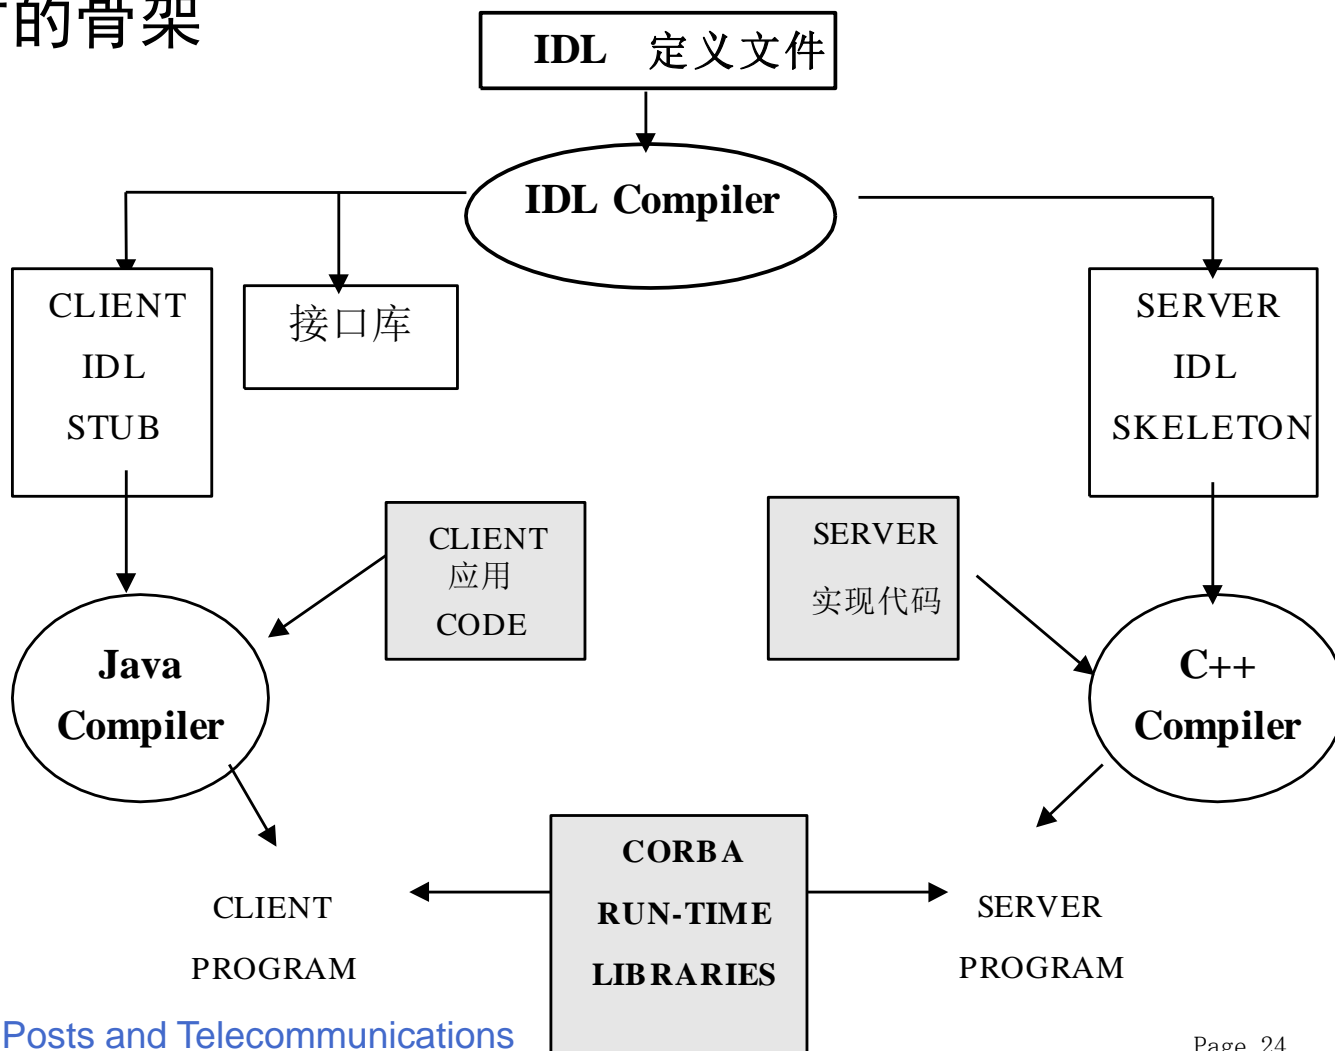 的骨架
IDL 定义文件
IDL Compiler
CLIENT
IDL
STUB
接口库
SERVER
IDL
SKELETON
CLIENT
应用
CODE
SERVER
实现代码
Java
Compiler
C++
Compiler
CORBA
RUN-TIME
LIBRARIES
CLIENT
PROGRAM
SERVER
PROGRAM
Posts and Telecommunications
Page 24